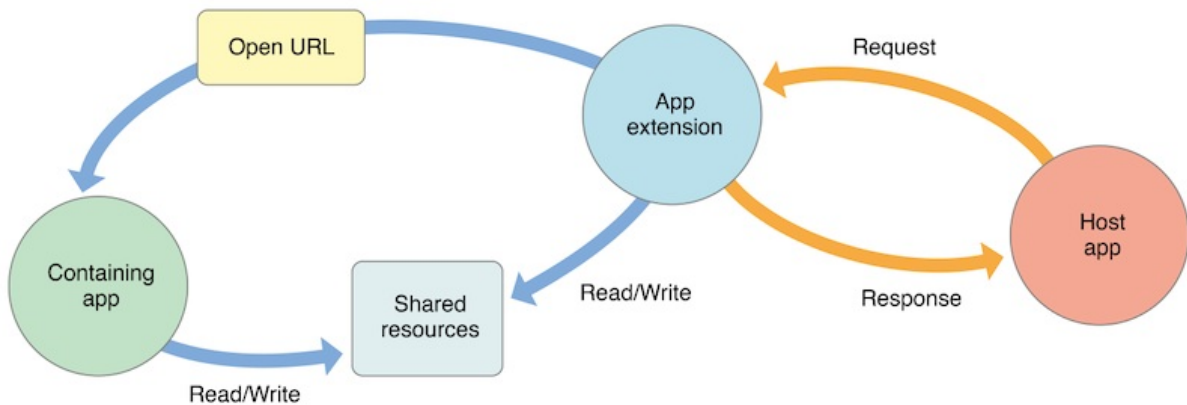 Open URL
Request
App
extension
Host
app
Containing
app
Shared
resources
Read/Write
Response
Read/Write